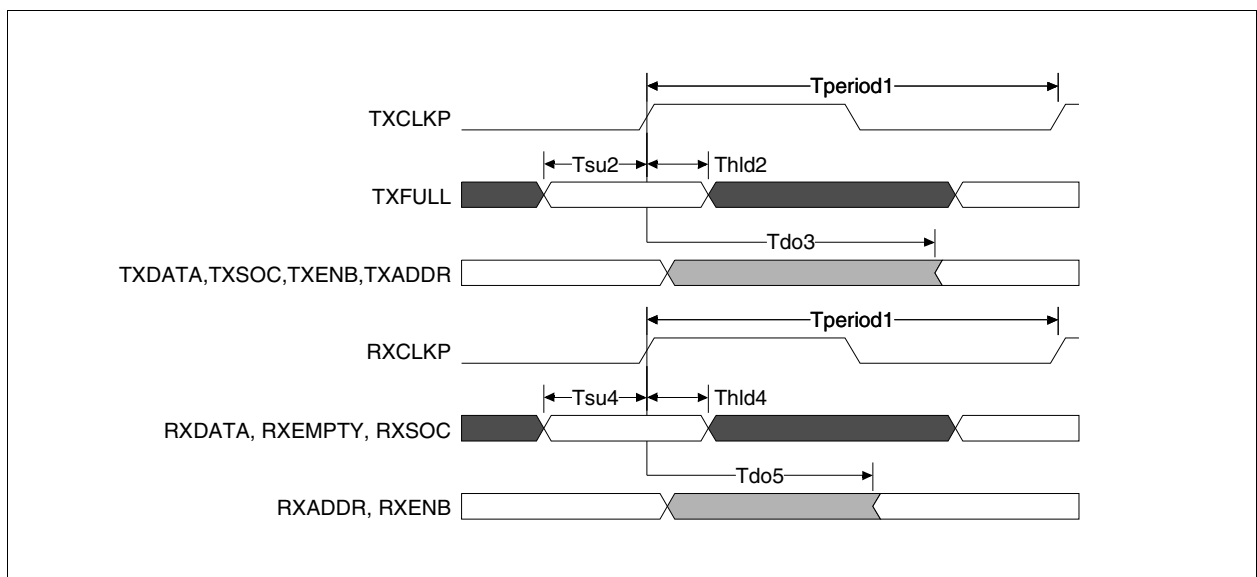 Tperiod1
TXCLKP
Tsu2
Thld2
TXFULL
Tdo3
TXDATA,TXSOC,TXENB,TXADDR
Tperiod1
RXCLKP
Tsu4
Thld4
RXDATA, RXEMPTY, RXSOC
Tdo5
RXADDR, RXENB